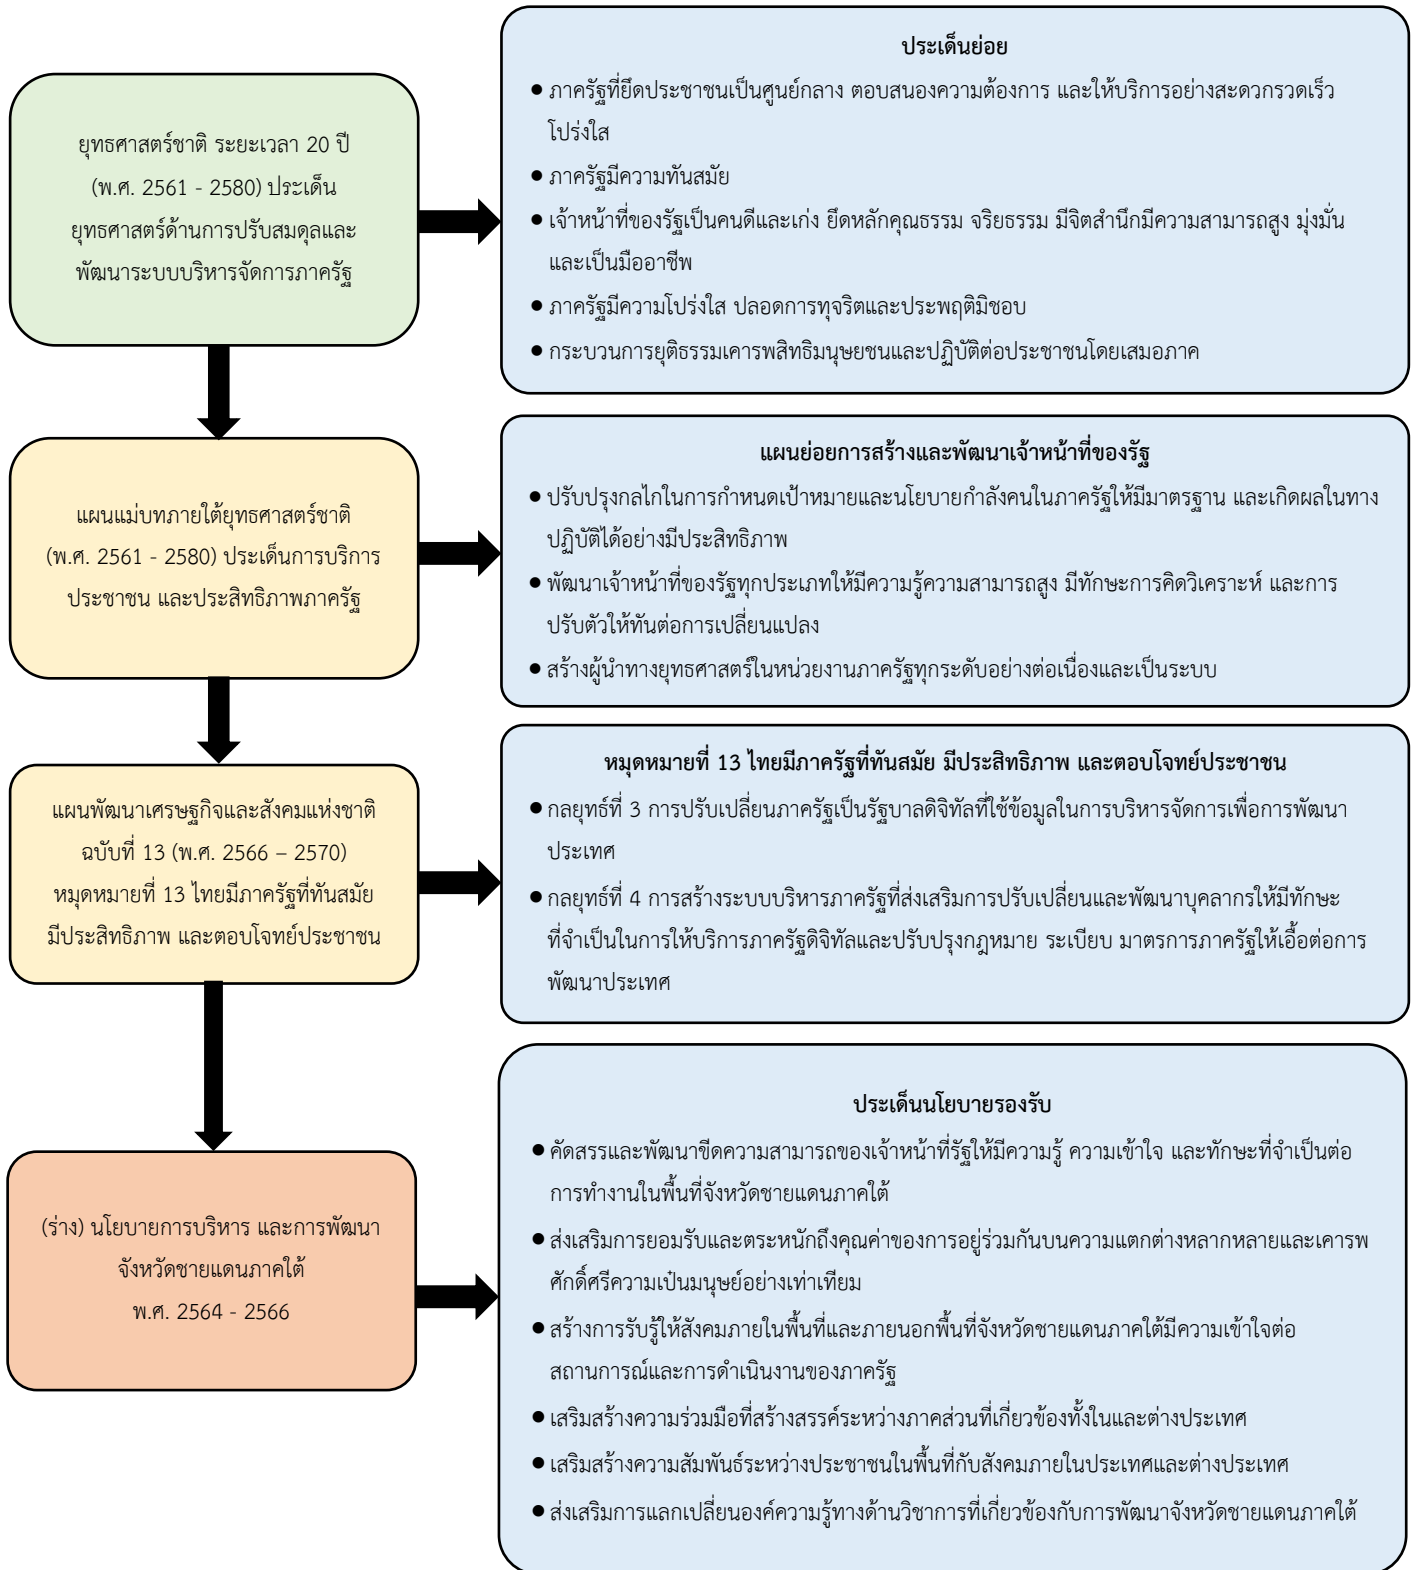 ยุทธศาสตร์ชาติ ระยะเวลา 20 ปี
(พ.ศ. 2561 - 2580) ประเด็น
ยุทธศาสตร์ด้านการปรับสมดุลและ
พัฒนาระบบบริหารจัดการภาครัฐ
ประเด็นย่อย
● ภาครัฐที่ยึดประชาชนเป็นศูนย์กลาง ตอบสนองความต้องการ และให้บริการอย่างสะดวกรวดเร็ว
โปร่งใส
● ภาครัฐมีความทันสมัย
● เจ้าหน้าที่ของรัฐเป็นคนดีและเก่ง ยึดหลักคุณธรรม จริยธรรม มีจิตสำนึกมีความสามารถสูง มุ่งมั่น
และเป็นมืออาชีพ
● ภาครัฐมีความโปร่งใส ปลอดการทุจริตและประพฤติมิชอบ
● กระบวนการยุติธรรมเคารพสิทธิมนุษยชนและปฏิบัติต่อประชาชนโดยเสมอภาค
แผนแม่บทภายใต้ยุทธศาสตร์ชาติ
(พ.ศ. 2561 - 2580) ประเด็นการบริการ
ประชาชน และประสิทธิภาพภาครัฐ
แผนย่อยการสร้างและพัฒนาเจ้าหน้าที่ของรัฐ
● ปรับปรุงกลไกในการกำหนดเป้าหมายและนโยบายกำลังคนในภาครัฐให้มีมาตรฐาน และเกิดผลในทาง
ปฏิบัติได้อย่างมีประสิทธิภาพ
● พัฒนาเจ้าหน้าที่ของรัฐทุกประเภทให้มีความรู้ความสามารถสูง มีทักษะการคิดวิเคราะห์ และการ
ปรับตัวให้ทันต่อการเปลี่ยนแปลง
● สร้างผู้นำทางยุทธศาสตร์ในหน่วยงานภาครัฐทุกระดับอย่างต่อเนื่องและเป็นระบบ
แผนพัฒนาเศรษฐกิจและสังคมแห่งชาติ
ฉบับที่ 13 (พ.ศ. 2566 – 2570)
หมุดหมายที่ 13 ไทยมีภาครัฐที่ทันสมัย
มีประสิทธิภาพ และตอบโจทย์ประชาชน
หมุดหมายที่ 13 ไทยมีภาครัฐที่ทันสมัย มีประสิทธิภาพ และตอบโจทย์ประชาชน
● กลยุทธ์ที่ 3 การปรับเปลี่ยนภาครัฐเป็นรัฐบาลดิจิทัลที่ใช้ข้อมูลในการบริหารจัดการเพื่อการพัฒนา
ประเทศ
● กลยุทธ์ที่ 4 การสร้างระบบบริหารภาครัฐที่ส่งเสริมการปรับเปลี่ยนและพัฒนาบุคลากรให้มีทักษะ
ที่จำเป็นในการให้บริการภาครัฐดิจิทัลและปรับปรุงกฎหมาย ระเบียบ มาตรการภาครัฐให้เอื้อต่อการ
พัฒนาประเทศ
(ร่าง) นโยบายการบริหาร และการพัฒนา
จังหวัดชายแดนภาคใต้
พ.ศ. 2564 - 2566
ประเด็นนโยบายรองรับ
● คัดสรรและพัฒนาขีดความสามารถของเจ้าหน้าที่รัฐให้มีความรู้ ความเข้าใจ และทักษะที่จำเป็นต่อ
การทำงานในพื้นที่จังหวัดชายแดนภาคใต้
● ส่งเสริมการยอมรับและตระหนักถึงคุณค่าของการอยู่ร่วมกันบนความแตกต่างหลากหลายและเคารพ
ศักดิ์ศรีความเป็นมนุษย์อย่างเท่าเทียม
● สร้างการรับรู้ให้สังคมภายในพื้นที่และภายนอกพื้นที่จังหวัดชายแดนภาคใต้มีความเข้าใจต่อ
สถานการณ์และการดำเนินงานของภาครัฐ
● เสริมสร้างความร่วมมือที่สร้างสรรค์ระหว่างภาคส่วนที่เกี่ยวข้องทั้งในและต่างประเทศ
● เสริมสร้างความสัมพันธ์ระหว่างประชาชนในพื้นที่กับสังคมภายในประเทศและต่างประเทศ
● ส่งเสริมการแลกเปลี่ยนองค์ความรู้ทางด้านวิชาการที่เกี่ยวข้องกับการพัฒนาจังหวัดชายแดนภาคใต้